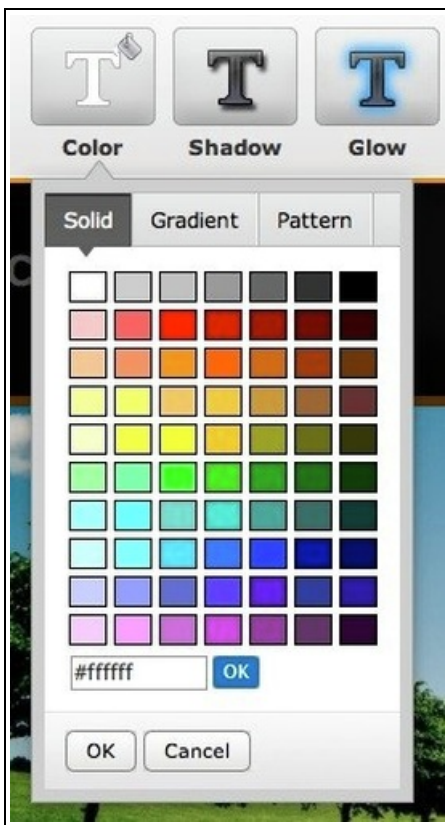 T T T
Color Shadow Glow
Solid Gradient Pattern
#ffffff OK
OK Cancel